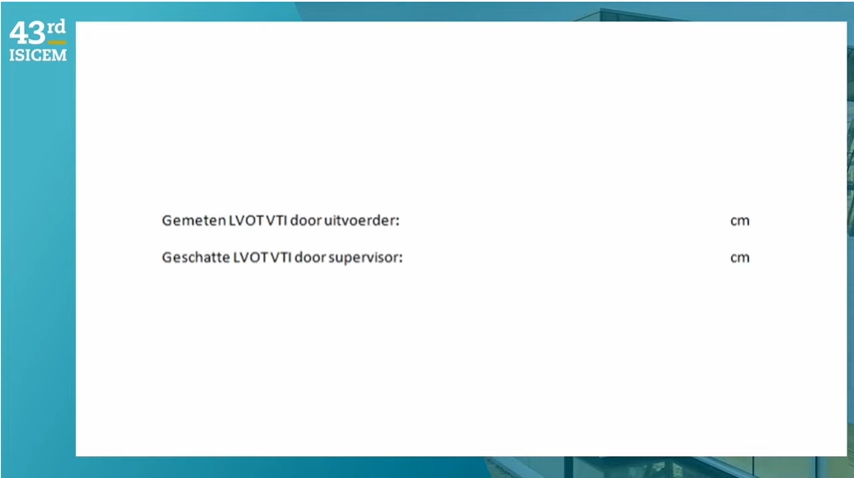 43rd
ISICEM
Gemeten LVOT VTI door uitvoerder: cm
Geschatte LVOT VTI door supervisor: cm